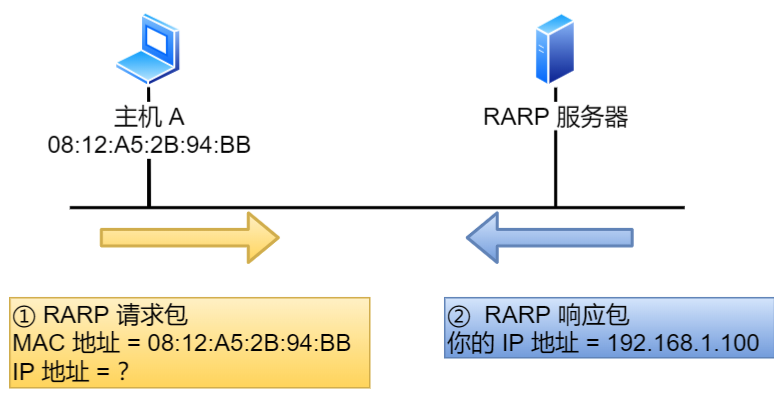 主机 A
08:12:A5:2B:94:BB
RARP 服务器
① RARP 请求包
MAC 地址 = 08:12:A5:2B:94:BB
IP 地址 = ？
② RARP 响应包
你的 IP 地址 = 192.168.1.100